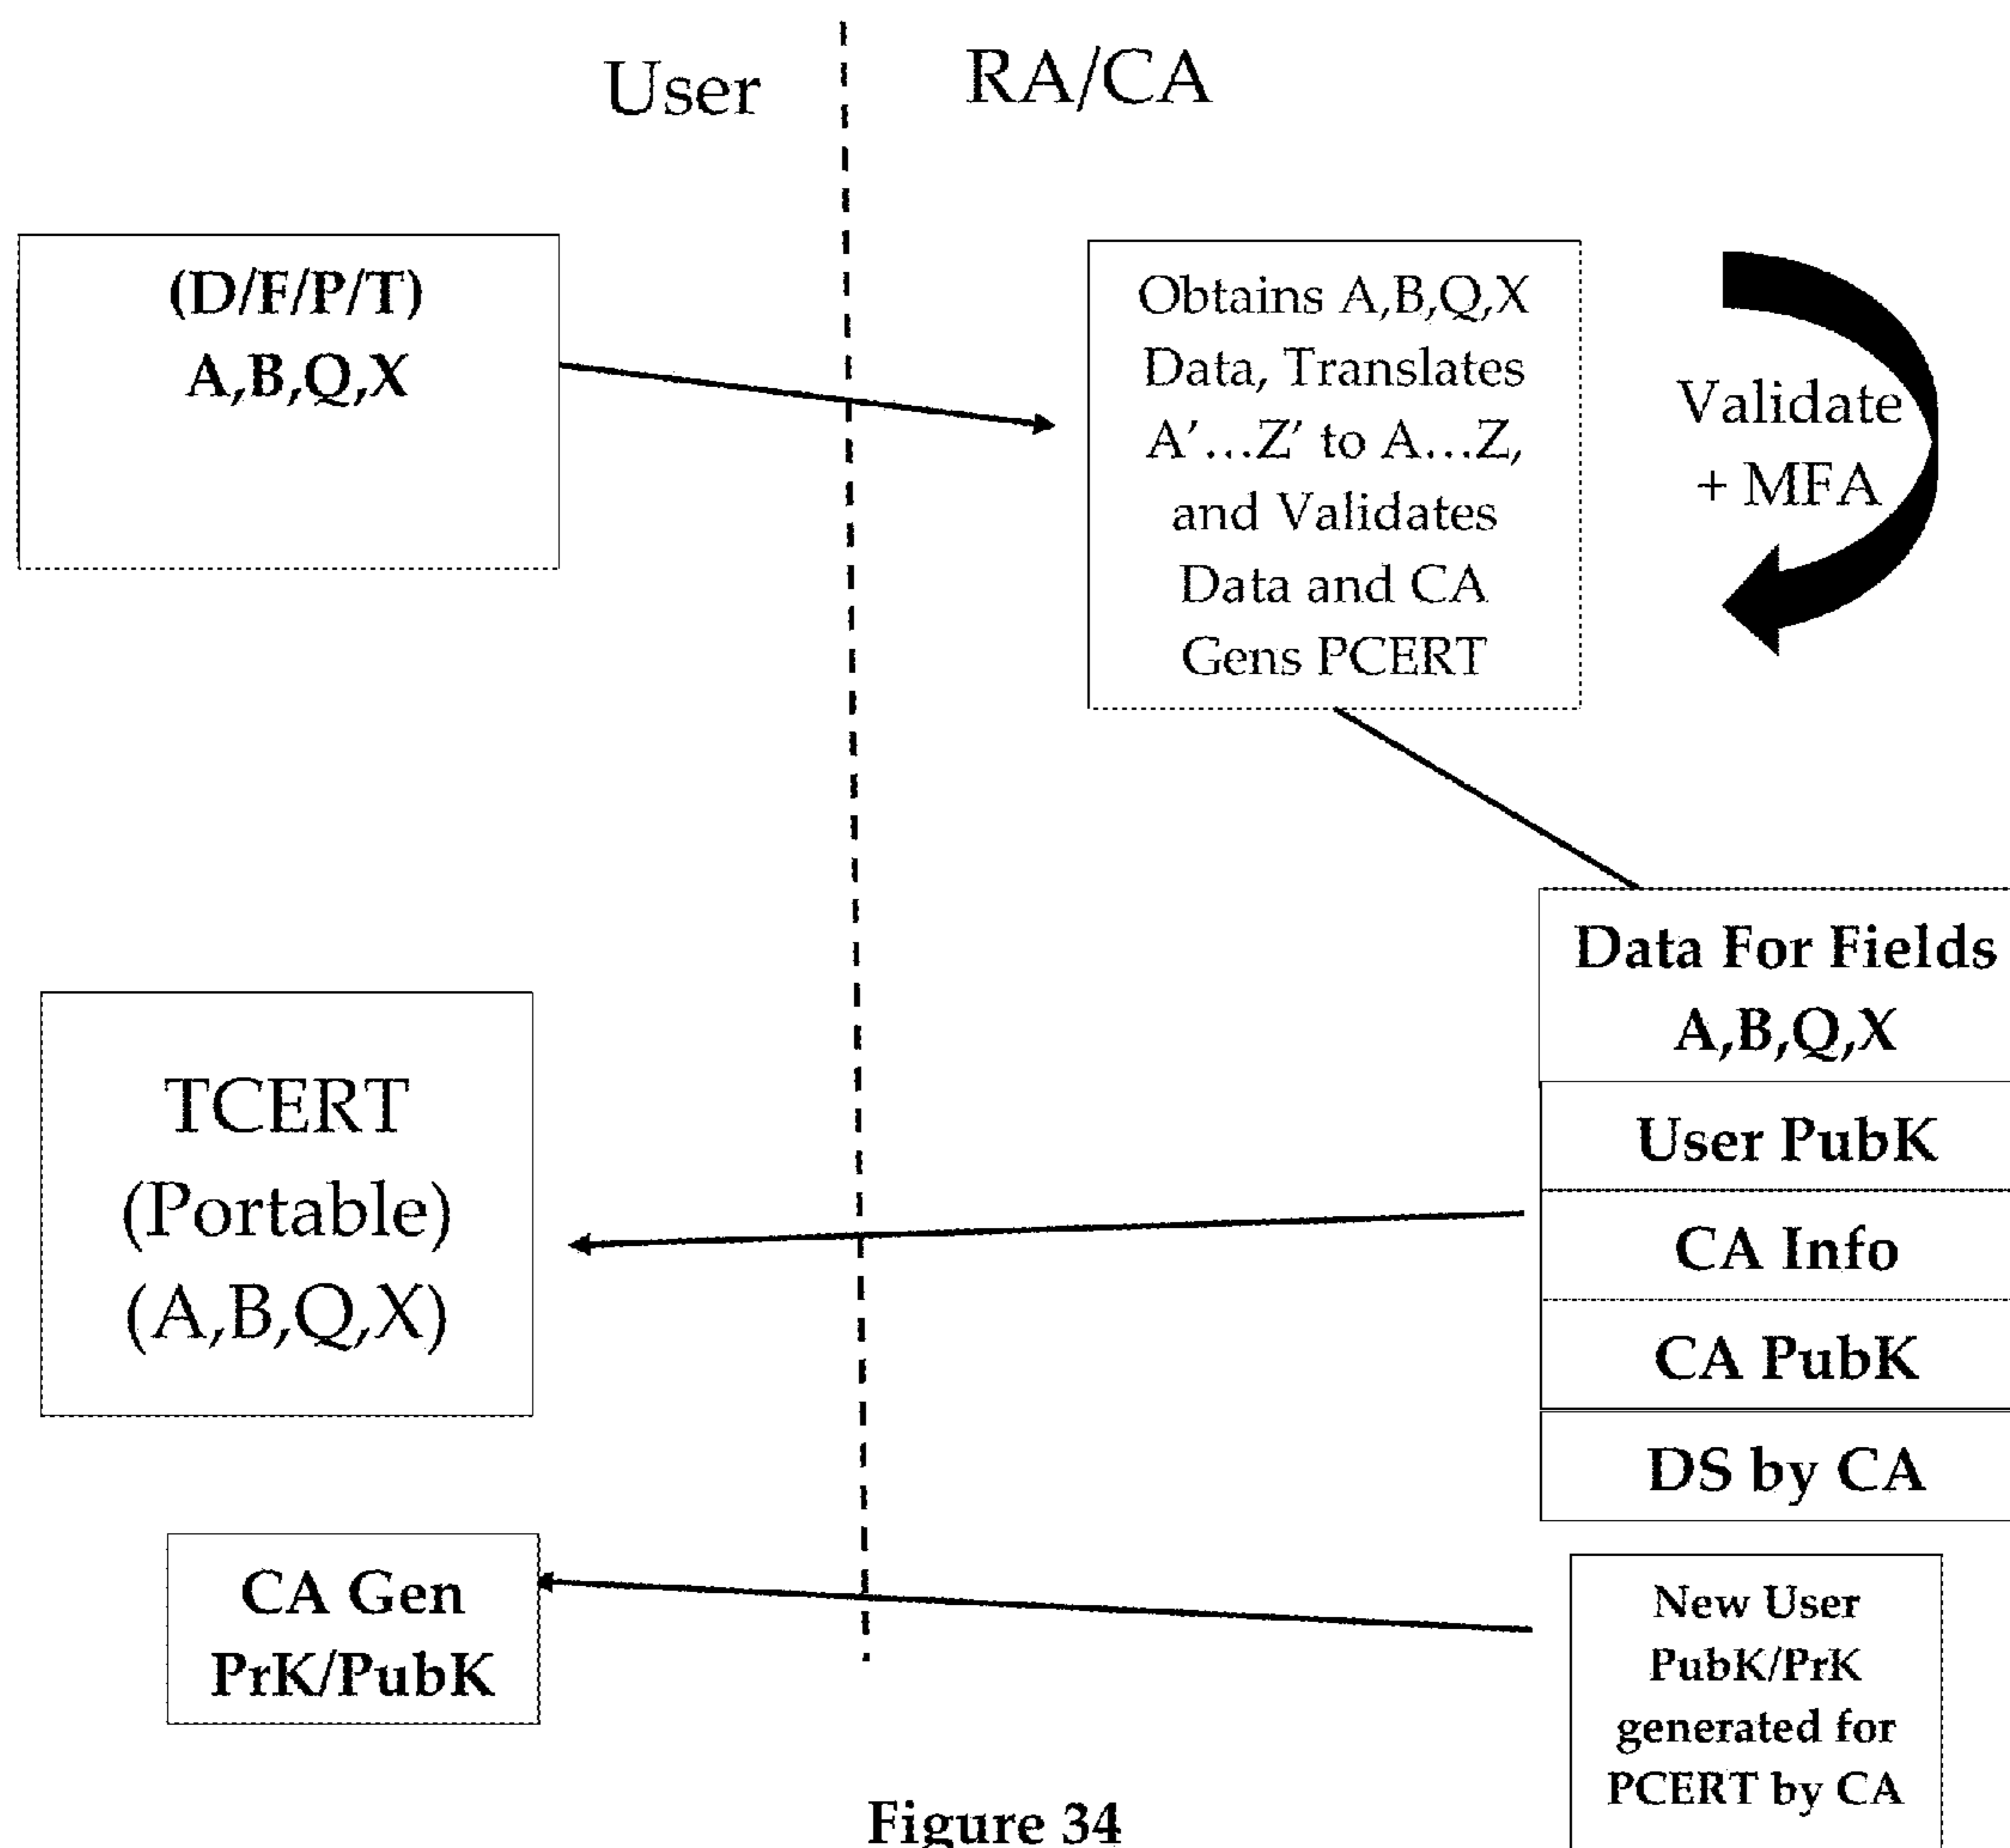 User
RA/CA
(D/F/P/T)
A,B,Q,X
Obtains A,B,Q,X
Data, Translates
A'...Z' to A...Z,
and Validates
Data and CA
Gens PCERT
Validate
+ MFA
Data For Fields
A,B,Q,X
User PubK
CA Info
CA PubK
DS by CA
TCERT
(Portable)
(A,B,Q,X)
CA Gen
PrK/PubK
New User
PubK/PrK
generated for
PCERT by CA
Figure 34